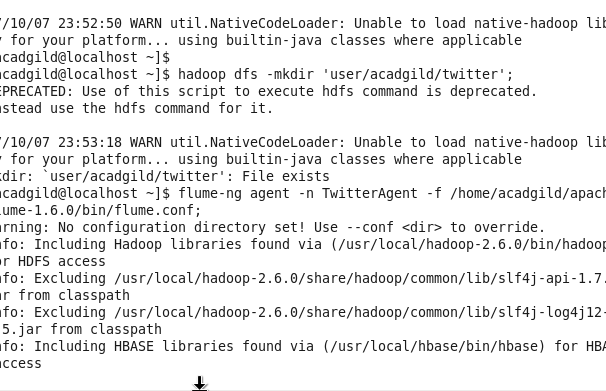 /10/07 23:52:50 WARN util.NativeCodeLoader: Unable to load native-hadoop lib
y for your platform... using builtin-java classes where applicable
cadgild@localhost ~]$
cadgild@localhost ~]$ hadoop dfs -mkdir 'user/acadgild/twitter';
EPRECATED: Use of this script to execute hdfs command is deprecated.
nstead use the hdfs command for it.
/10/07 23:53:18 WARN util.NativeCodeLoader: Unable to load native-hadoop lib
y for your platform... using builtin-java classes where applicable
kdir: `user/acadgild/twitter': File exists
acadgild@localhost ~]$ flume-ng agent -n TwitterAgent -f /home/acadgild/apach
lume-1.6.0/bin/flume.conf;
arning: No configuration directory set! Use --conf <dir> to override.
nfo: Including Hadoop libraries found via (/usr/local/hadoop-2.6.0/bin/hadoop
or HDFS access
nfo: Excluding /usr/local/hadoop-2.6.0/share/hadoop/common/lib/slf4j-api-1.7.
ar from classpath
nfo: Excluding /usr/local/hadoop-2.6.0/share/hadoop/common/lib/slf4j-log4j12-
.5.jar from classpath
nfo: Including HBASE libraries found via (/usr/local/hbase/bin/hbase) for HBA
access